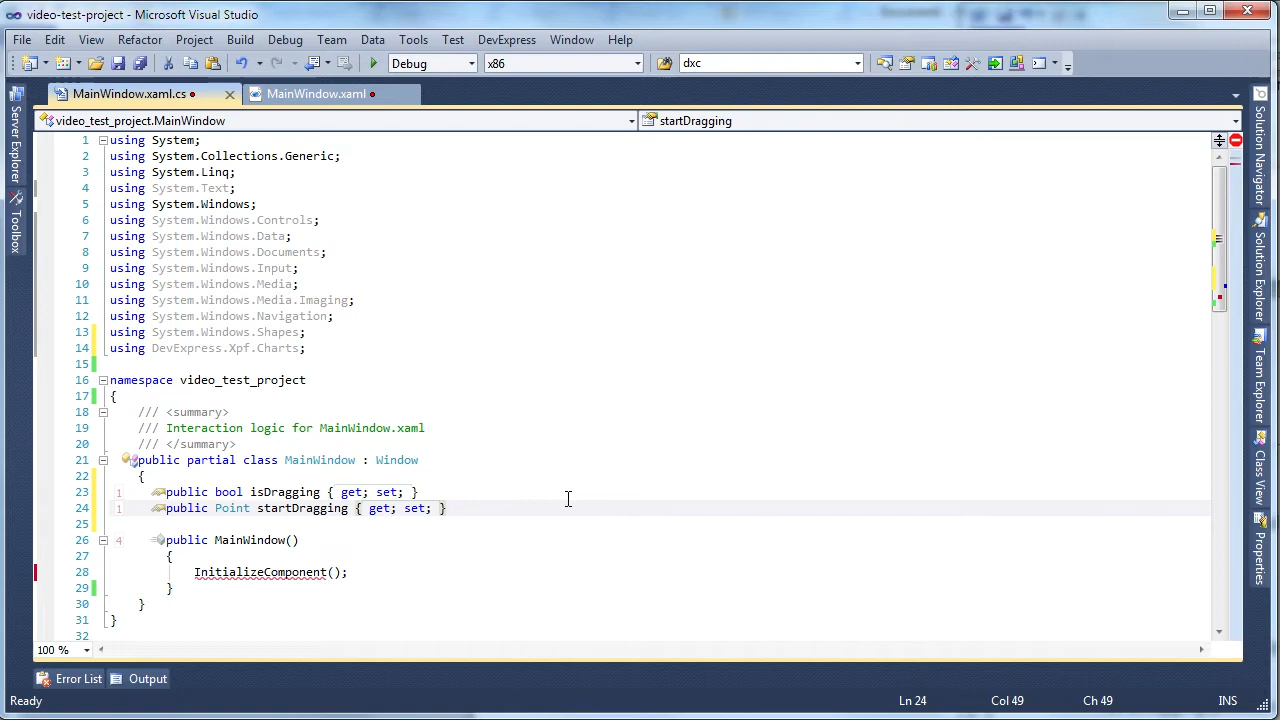 video-test-project - Microsoft Visual Studio
File Edit View Refactor Project Build Debug Team Data Tools Test DevExpress Window Help
Debug x86 dxc
MainWindow.xaml.cs MainWindow.xaml
video_test_project.MainWindow startDragging
1 using System;
2 using System.Collections.Generic;
3 using System.Linq;
4 using System.Text;
5 using System.Windows;
6 using System.Windows.Controls;
7 using System.Windows.Data;
8 using System.Windows.Documents;
9 using System.Windows.Input;
10 using System.Windows.Media;
11 using System.Windows.Media.Imaging;
12 using System.Windows.Navigation;
13 using System.Windows.Shapes;
14 using DevExpress.Xpf.Charts;
15
16 namespace video_test_project
17 {
18 /// <summary>
19 /// Interaction logic for MainWindow.xaml
20 /// </summary>
21 public partial class MainWindow : Window
22 {
23 1 public bool isDragging { get; set; }
24 1 public Point startDragging { get; set; }
25
26 4 public MainWindow()
27 {
28 InitializeComponent();
29 }
30 }
31 }
32
100 %
Server Explorer
Toolbox
Solution Navigator
Solution Explorer
Team Explorer
Class View
Properties
Error List Output
Ready Ln 24 Col 49 Ch 49 INS